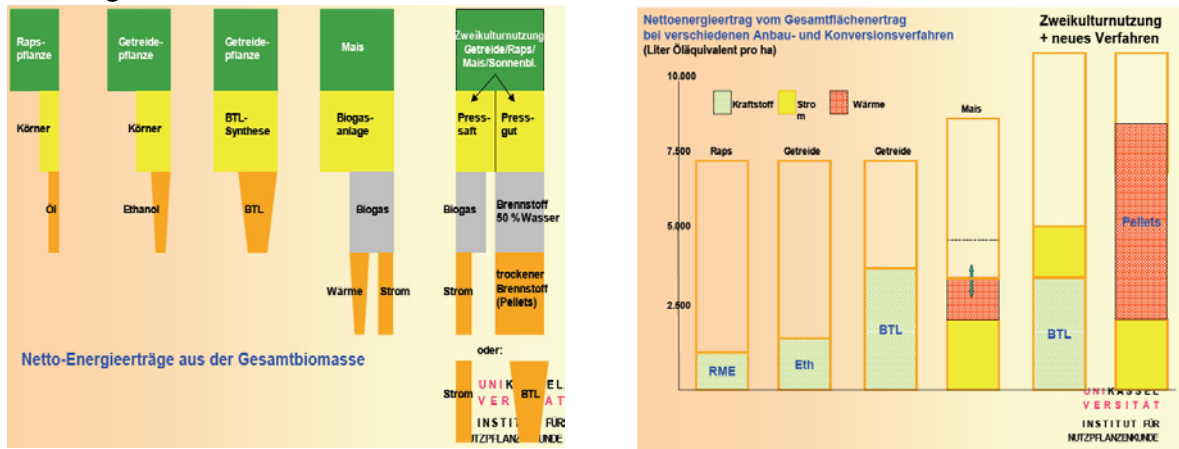 Raps-
pflanze
Getreide-
pflanze
Getreide-
pflanze
Mais
Zweikulturnutzung
Getreide/Raps/
Mais/Sonnenbl.
Körner
Körner
BTL-
Synthese
Biogas-
anlage
Press-
saft
Press-
gut
Öl
Ethanol
BTL
Biogas
Biogas
Brennstoff
50 % Wasser
Wärme
Strom
Strom
trockener
Brennstoff
(Pellets)
Netto-Energieerträge aus der Gesamtbiomasse
oder:
Strom
BTL
Nettoenergieertrag vom Gesamtflächenertrag
bei verschiedenen Anbau- und Konversionsverfahren
(Liter Öläquivalent pro ha)
Zweikulturnutzung
+ neues Verfahren
10.000
Kraftstoff
Stro
m
Wärme
Mais
7.500
Raps
Getreide
Getreide
5.000
Pellets
2.500
RME
Eth
BTL
BTL
UNIKASSEL
VERSITÄT
INSTITUT FÜR
NUTZPFLANZENKUNDE